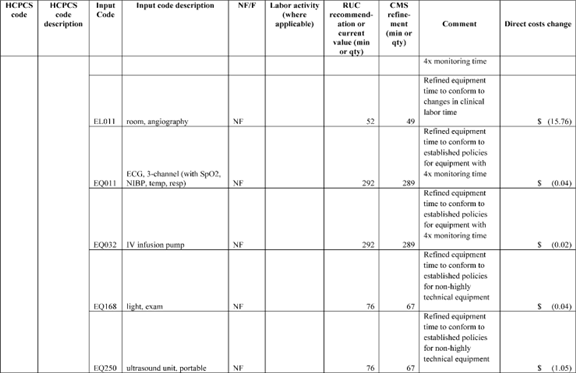 HCPCS code
HCPCS code description
Input Code
Input code description
NF/F
Labor activity (where applicable)
RUC recommend-ation or current value (min or qty)
CMS refine-ment (min or qty)
Comment
Direct costs change
4x monitoring time
Refined equipment
time to conform to
changes in clinical
labor time
EL011 room, angiography NF 52 49 $ (15.76)
Refined equipment
time to conform to
established policies
for equipment with
4x monitoring time
ECG, 3-channel (with SpO2,
EQ011 NIBP, temp, resp) NF 292 289 $ (0.04)
Refined equipment
time to conform to
established policies
for equipment with
4x monitoring time
EQ032 IV infusion pump NF 292 289 $ (0.02)
Refined equipment
time to conform to
established policies
for non-highly
technical equipment
EQ168 light, exam NF 76 67 $ (0.04)
Refined equipment
time to conform to
established policies
for non-highly
technical equipment
EQ250 ultrasound unit, portable NF 76 67 $ (1.05)